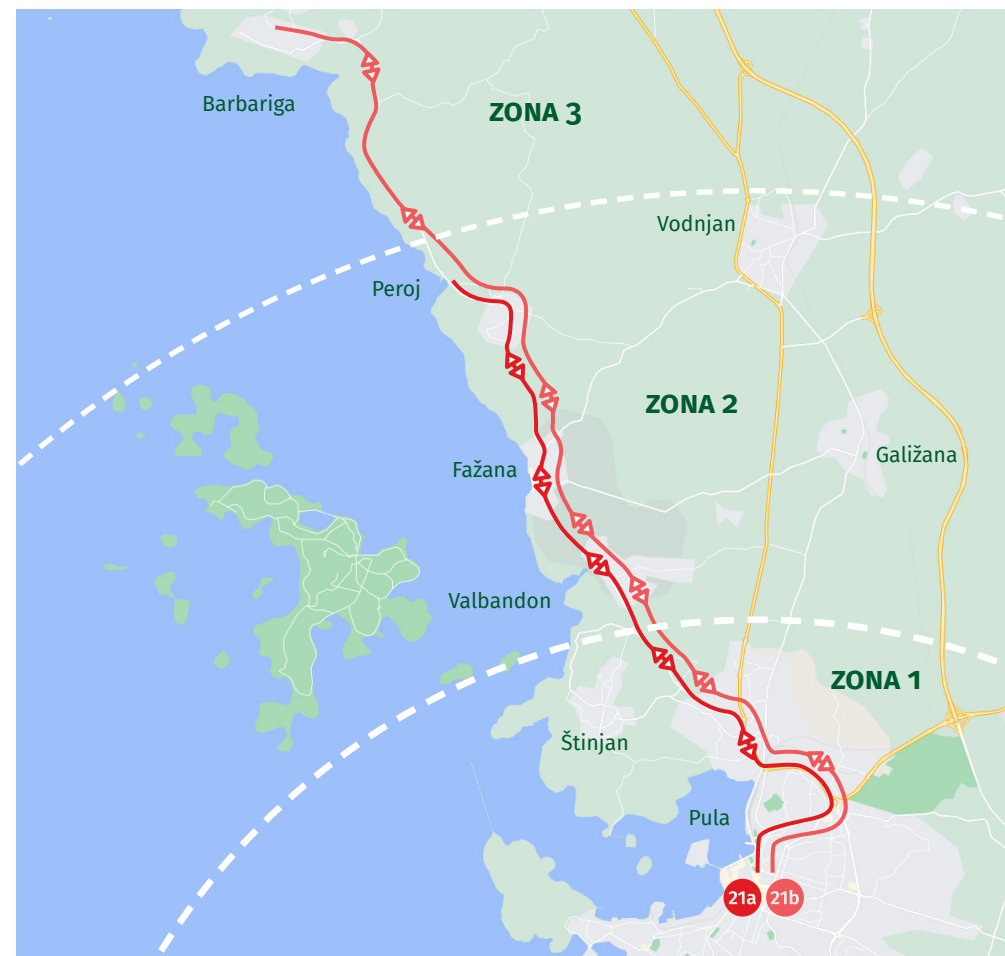 Barbariga
ZONA 3
Vodnjan
Peroj
ZONA 2
Galižana
Fažana
Valbandon
ZONA 1
Štinjan
Pula
21a
21b